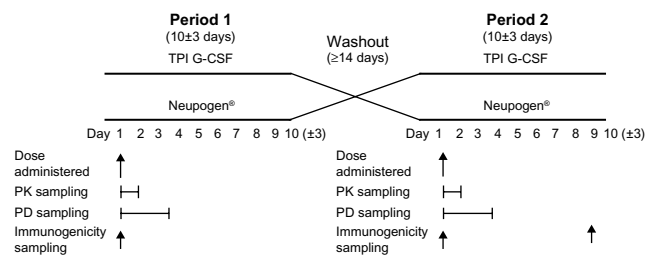 Period 1
(10±3 days)
TPI G-CSF
Neupogen®
Washout
(≥14 days)
Period 2
(10±3 days)
TPI G-CSF
Neupogen®
Day 1 2 3 4 5 6 7 8 9 10 (±3)
Dose
administered
PK sampling
PD sampling
Immunogenicity
sampling
Day 1 2 3 4 5 6 7 8 9 10 (±3)
Dose
administered
PK sampling
PD sampling
Immunogenicity
sampling